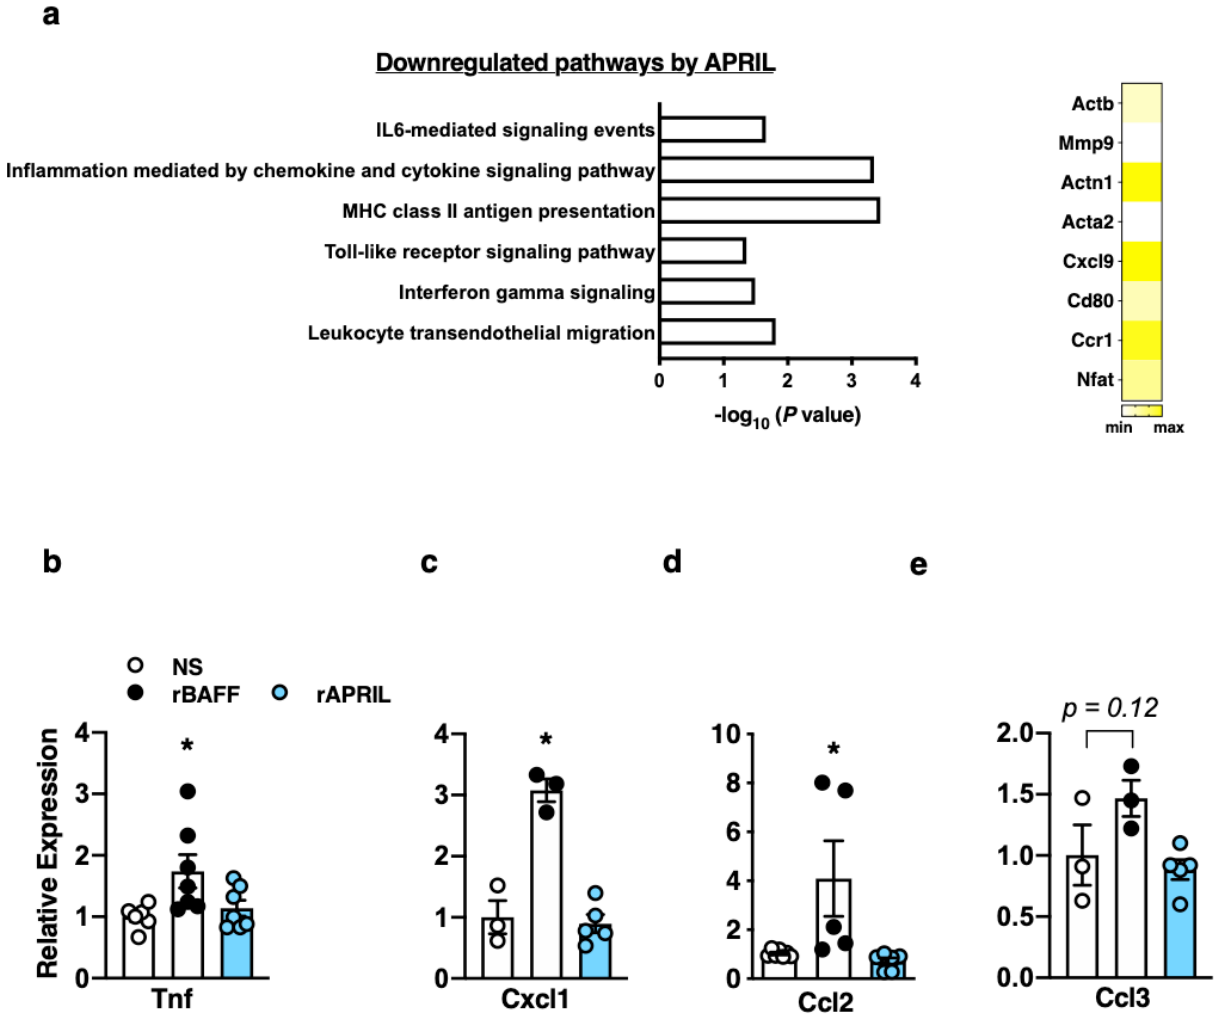 a
Downregulated pathways by APRIL
IL6-mediated signaling events
Inflammation mediated by chemokine and cytokine signaling pathway
MHC class II antigen presentation
Toll-like receptor signaling pathway
Interferon gamma signaling
Leukocyte transendothelial migration
0 1 2 3 4
-log10 (P value)
Actb
Mmp9
Actn1
Acta2
Cxcl9
Cd80
Ccr1
Nfat
min max
b
NS
rBAFF rAPRIL
Relative Expression
4
3
2
1
0
*
Tnf
c
4
3
2
1
0
*
Cxcl1
d
10
8
6
4
2
0
*
Ccl2
e
p = 0.12
2.0
1.5
1.0
0.5
0.0
Ccl3